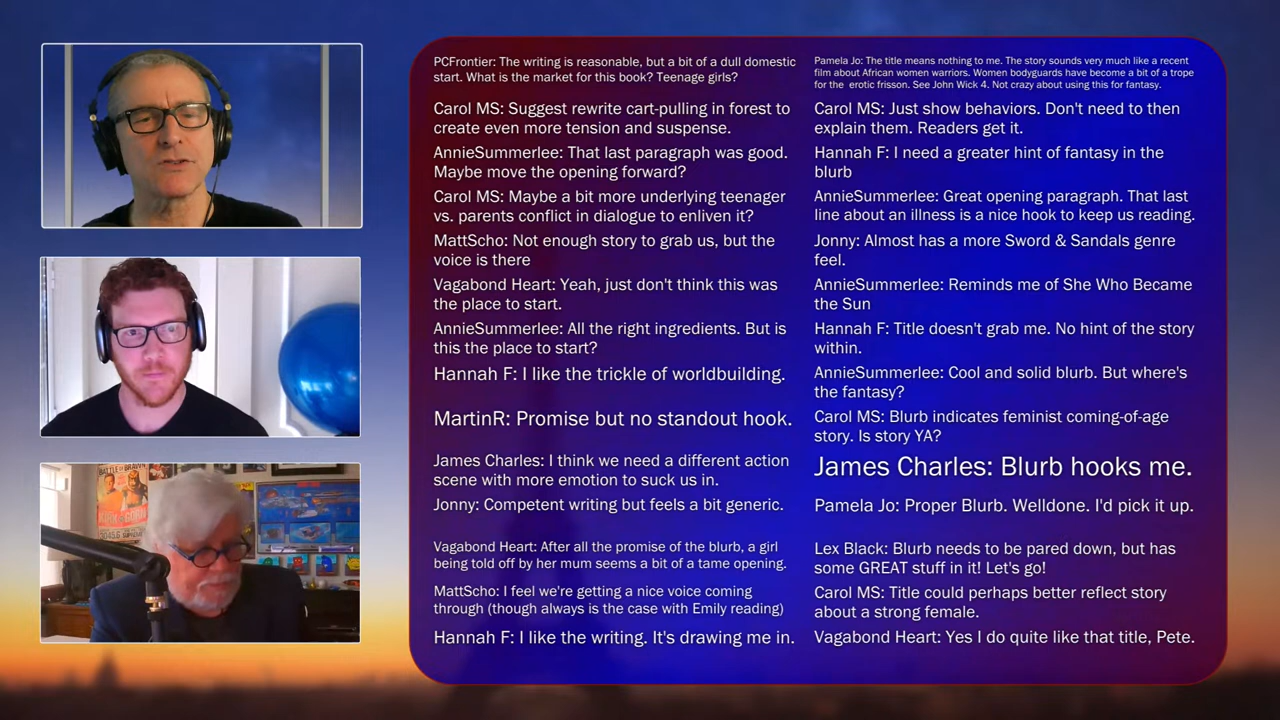 PCFrontier: The writing is reasonable, but a bit of a dull domestic
start. What is the market for this book? Teenage girls?
Carol MS: Suggest rewrite cart-pulling in forest to
create even more tension and suspense.
AnnieSummerlee: That last paragraph was good.
Maybe move the opening forward?
Carol MS: Maybe a bit more underlying teenager
vs. parents conflict in dialogue to enliven it?
MattScho: Not enough story to grab us, but the
voice is there
Vagabond Heart: Yeah, just don't think this was
the place to start.
AnnieSummerlee: All the right ingredients. But is
this the place to start?
Hannah F: I like the trickle of worldbuilding.
MartinR: Promise but no standout hook.
James Charles: I think we need a different action
scene with more emotion to suck us in.
Jonny: Competent writing but feels a bit generic.
Vagabond Heart: After all the promise of the blurb, a girl
being told off by her mum seems a bit of a tame opening.
MattScho: I feel we're getting a nice voice coming
through (though always is the case with Emily reading)
Hannah F: I like the writing. It's drawing me in.
Pamela Jo: The title means nothing to me. The story sounds very much like a recent
film about African women warriors. Women bodyguards have become a bit of a trope
for the erotic frisson. See John Wick 4. Not crazy about using this for fantasy.
Carol MS: Just show behaviors. Don't need to then
explain them. Readers get it.
Hannah F: I need a greater hint of fantasy in the
blurb
AnnieSummerlee: Great opening paragraph. That last
line about an illness is a nice hook to keep us reading.
Jonny: Almost has a more Sword & Sandals genre
feel.
AnnieSummerlee: Reminds me of She Who Became
the Sun
Hannah F: Title doesn't grab me. No hint of the story
within.
AnnieSummerlee: Cool and solid blurb. But where's
the fantasy?
Carol MS: Blurb indicates feminist coming-of-age
story. Is story YA?
James Charles: Blurb hooks me.
Pamela Jo: Proper Blurb. Welldone. I'd pick it up.
Lex Black: Blurb needs to be pared down, but has
some GREAT stuff in it! Let's go!
Carol MS: Title could perhaps better reflect story
about a strong female.
Vagabond Heart: Yes I do quite like that title, Pete.